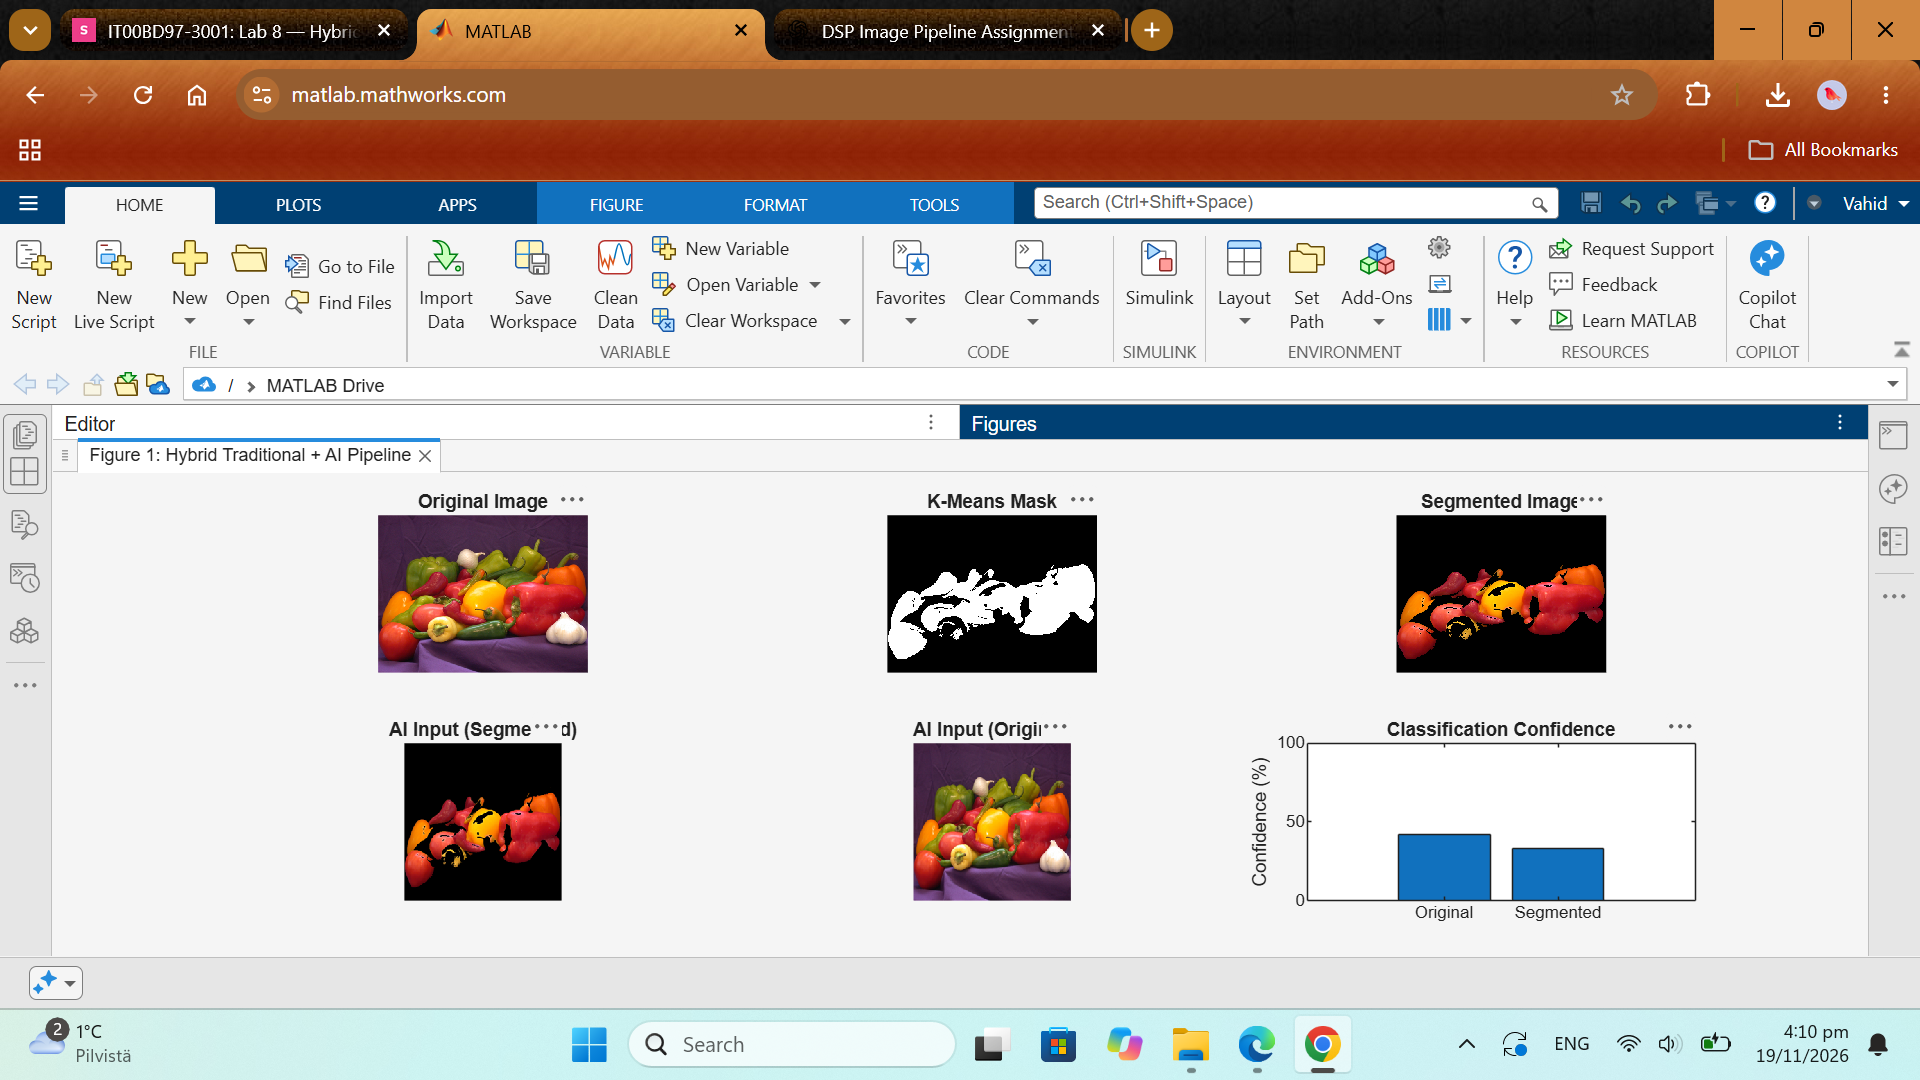 IT00BD97-3001: Lab 8 — Hybri
MATLAB
DSP Image Pipeline Assignmen
matlab.mathworks.com
All Bookmarks
HOME
PLOTS
APPS
FIGURE
FORMAT
TOOLS
Search (Ctrl+Shift+Space)
Vahid
New Script
New Live Script
New
Open
Go to File
Find Files
Import Data
Save Workspace
Clean Data
New Variable
Open Variable
Clear Workspace
Favorites
Clear Commands
Simulink
Layout
Set Path
Add-Ons
Help
Request Support
Feedback
Learn MATLAB
Copilot Chat
FILE
VARIABLE
CODE
SIMULINK
ENVIRONMENT
RESOURCES
COPILOT
/ › MATLAB Drive
Editor
Figures
Figure 1: Hybrid Traditional + AI Pipeline
Original Image
K-Means Mask
Segmented Image
AI Input (Segme d)
AI Input (Origi
Classification Confidence
Confidence (%)
100
50
0
Original
Segmented
2
1°C
Pilvistä
Search
ENG
4:10 pm
19/11/2026